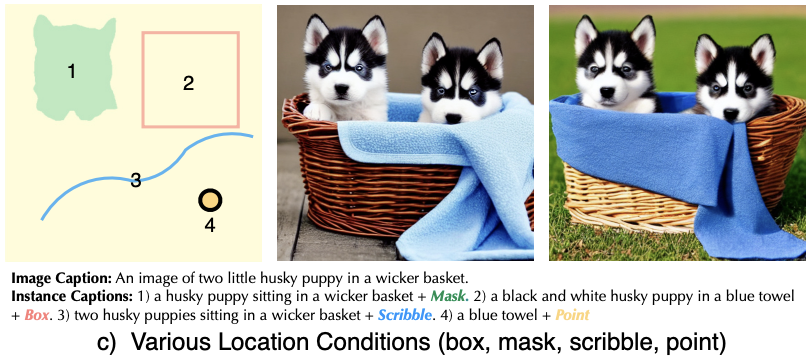 1
2
3
4
Image Caption: An image of two little husky puppy in a wicker basket.
Instance Captions: 1) a husky puppy sitting in a wicker basket + Mask. 2) a black and white husky puppy in a blue towel
+ Box. 3) two husky puppies sitting in a wicker basket + Scribble. 4) a blue towel + Point
c) Various Location Conditions (box, mask, scribble, point)